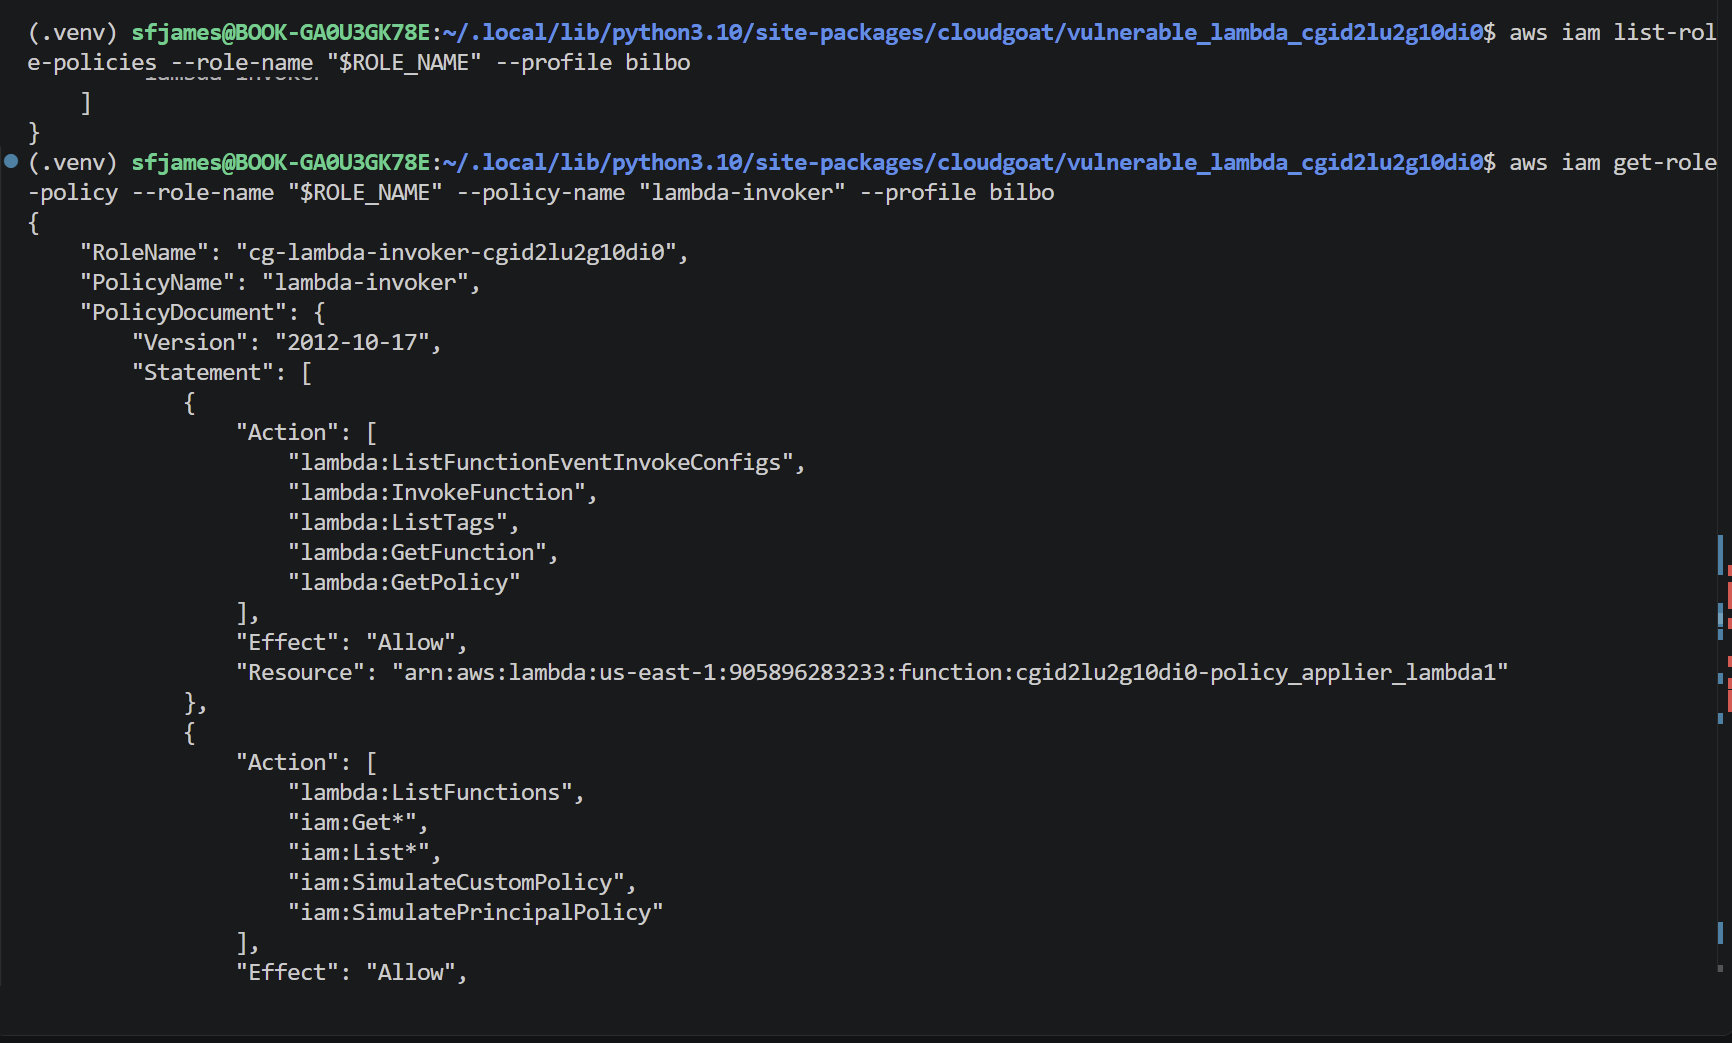 (.venv) sfjames@BOOK-GA0U3GK78E:~/.local/lib/python3.10/site-packages/cloudgoat/vulnerable_lambda_cgid2lu2g10di0$ aws iam list-rol
e-policies --role-name "$ROLE_NAME" --profile bilbo
lambda-invoker
    ]
}
(.venv) sfjames@BOOK-GA0U3GK78E:~/.local/lib/python3.10/site-packages/cloudgoat/vulnerable_lambda_cgid2lu2g10di0$ aws iam get-role
-policy --role-name "$ROLE_NAME" --policy-name "lambda-invoker" --profile bilbo
{
    "RoleName": "cg-lambda-invoker-cgid2lu2g10di0",
    "PolicyName": "lambda-invoker",
    "PolicyDocument": {
        "Version": "2012-10-17",
        "Statement": [
            {
                "Action": [
                    "lambda:ListFunctionEventInvokeConfigs",
                    "lambda:InvokeFunction",
                    "lambda:ListTags",
                    "lambda:GetFunction",
                    "lambda:GetPolicy"
                ],
                "Effect": "Allow",
                "Resource": "arn:aws:lambda:us-east-1:905896283233:function:cgid2lu2g10di0-policy_applier_lambda1"
            },
            {
                "Action": [
                    "lambda:ListFunctions",
                    "iam:Get*",
                    "iam:List*",
                    "iam:SimulateCustomPolicy",
                    "iam:SimulatePrincipalPolicy"
                ],
                "Effect": "Allow",